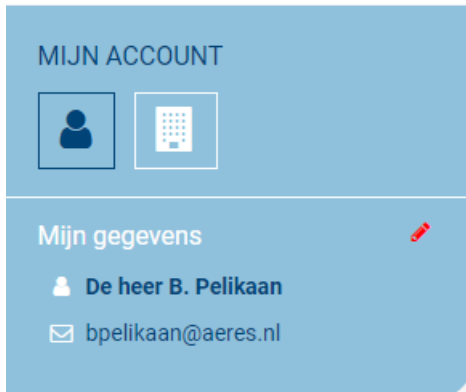 MIJN ACCOUNT
Mijn gegevens
De heer B. Pelikaan
bpelikaan@aeres.nl